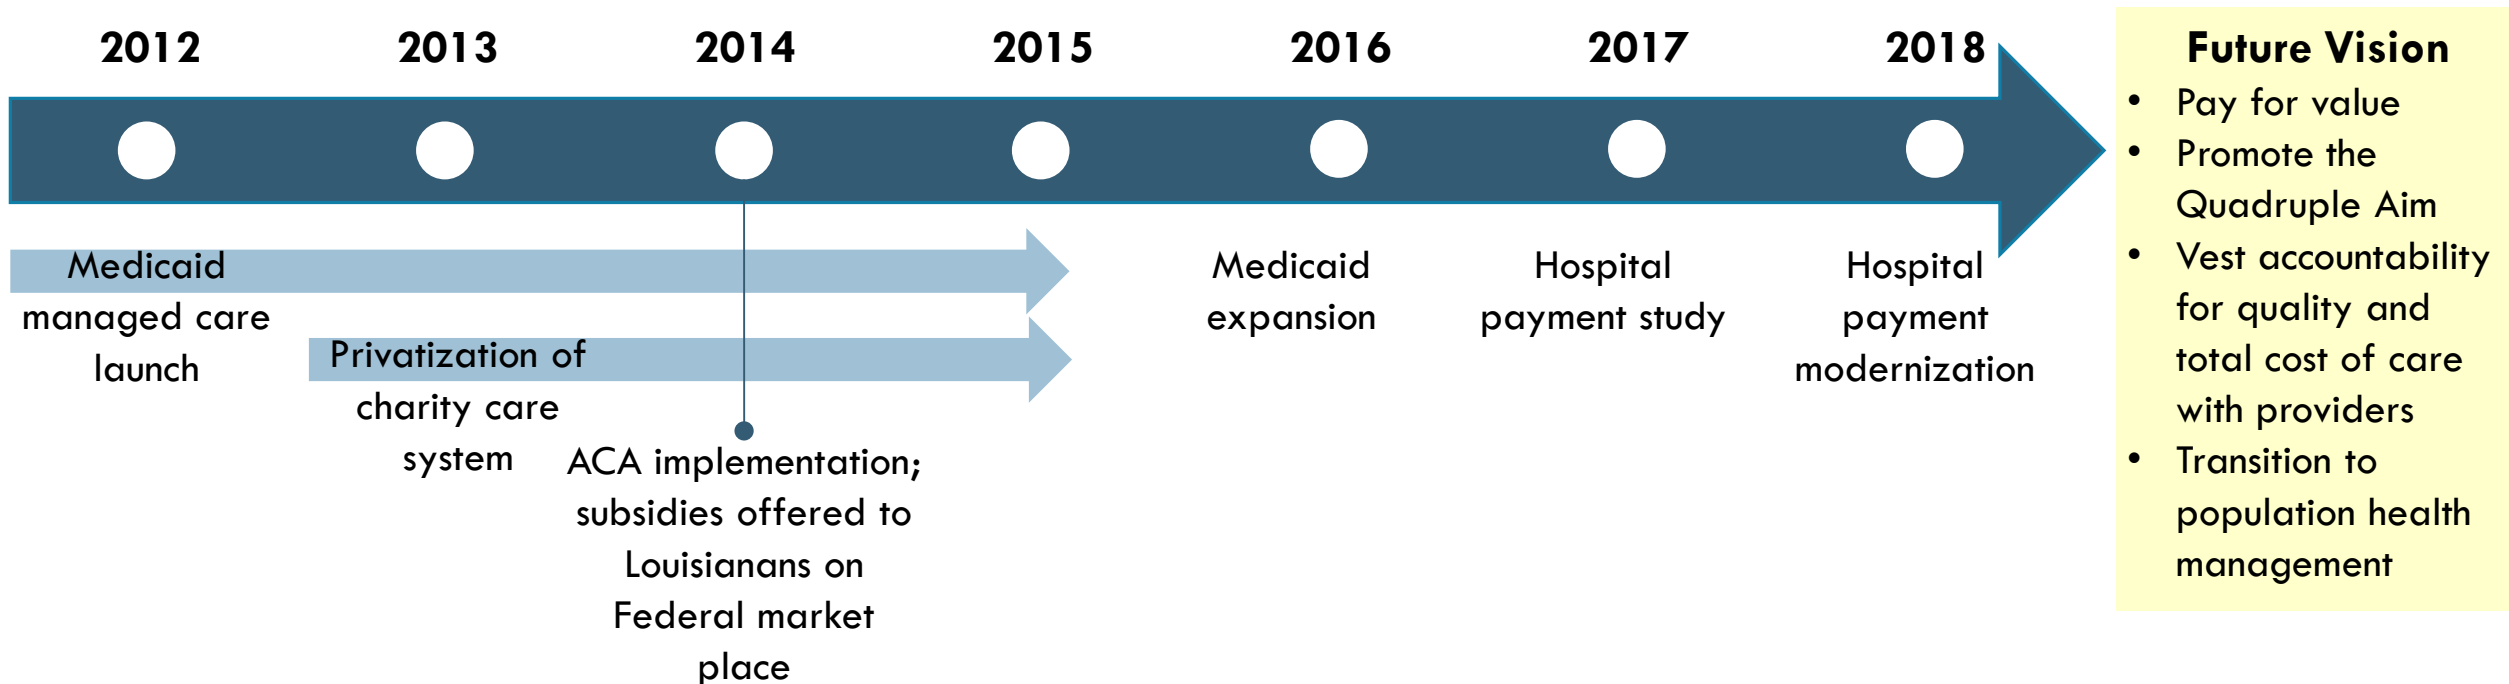 2012
2013
2014
2015
2016
2017
2018
Medicaid
managed care
launch
Privatization of
charity care
system
ACA implementation;
subsidies offered to
Louisianans on
Federal market
place
Medicaid
expansion
Hospital
payment study
Hospital
payment
modernization
Future Vision
• Pay for value
• Promote the
Quadruple Aim
• Vest accountability
for quality and
total cost of care
with providers
• Transition to
population health
management